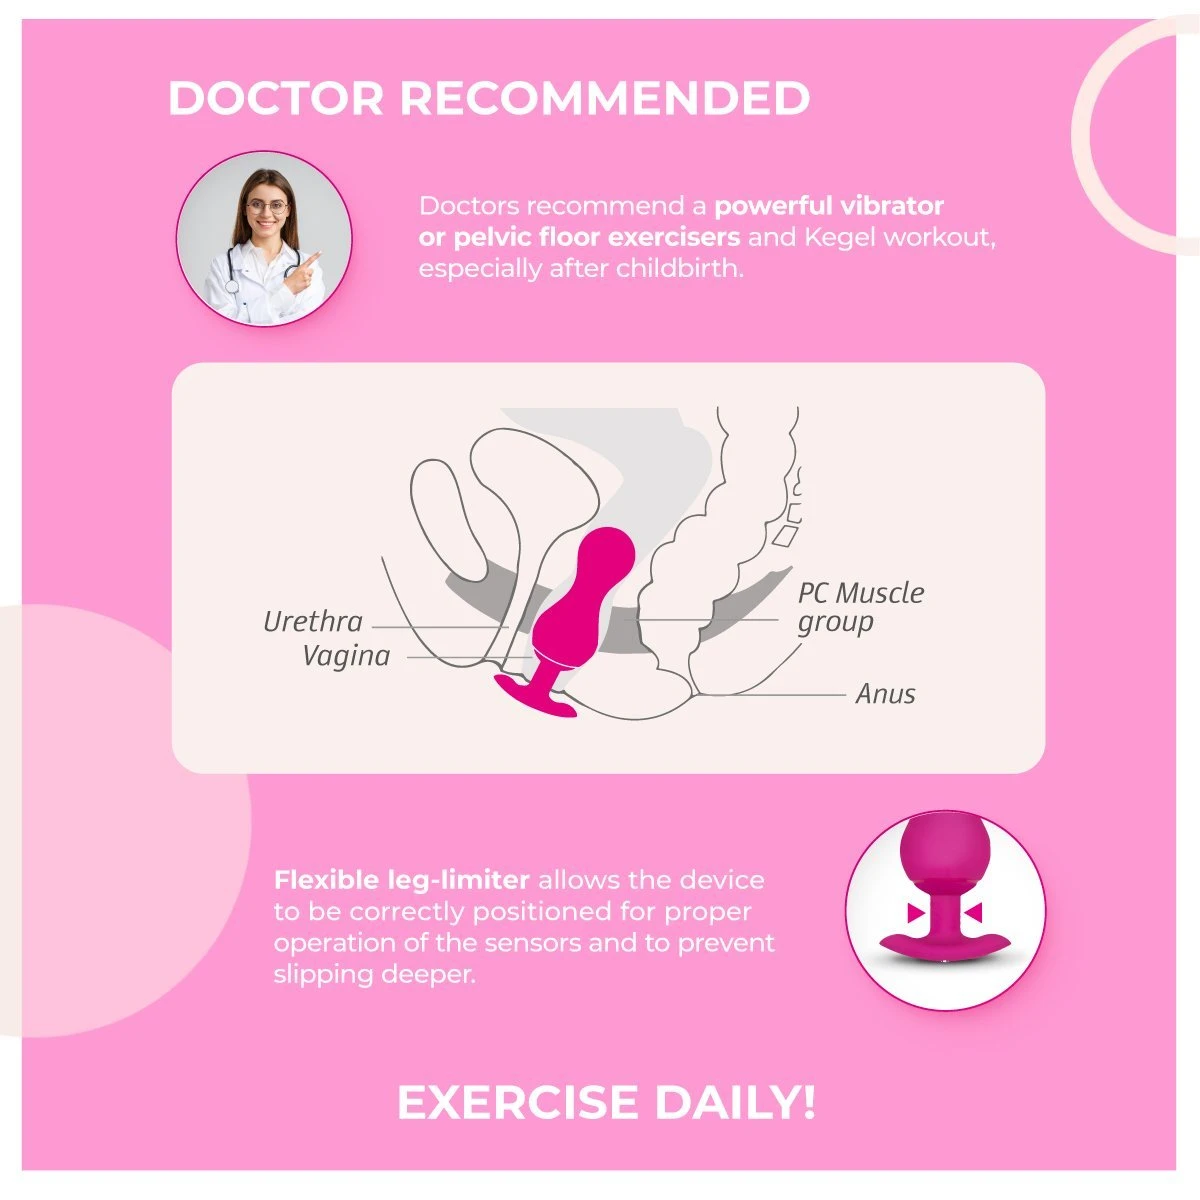 DOCTOR RECOMMENDED
Doctors recommend a powerful vibrator
or pelvic floor exercisers and Kegel workout,
especially after childbirth.
Urethra
Vagina
PC Muscle
group
Anus
Flexible leg-limiter allows the device
to be correctly positioned for proper
operation of the sensors and to prevent
slipping deeper.
EXERCISE DAILY!